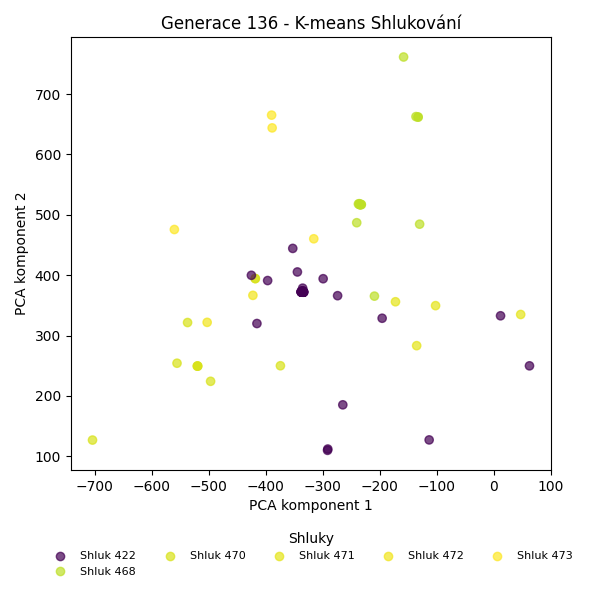 Generace 136 - K-means Shlukování
PCA komponent 2
700
600
500
400
300
200
100
−700 −600 −500 −400 −300 −200 −100 0 100
PCA komponent 1
Shluky
Shluk 422 Shluk 470 Shluk 471 Shluk 472 Shluk 473
Shluk 468